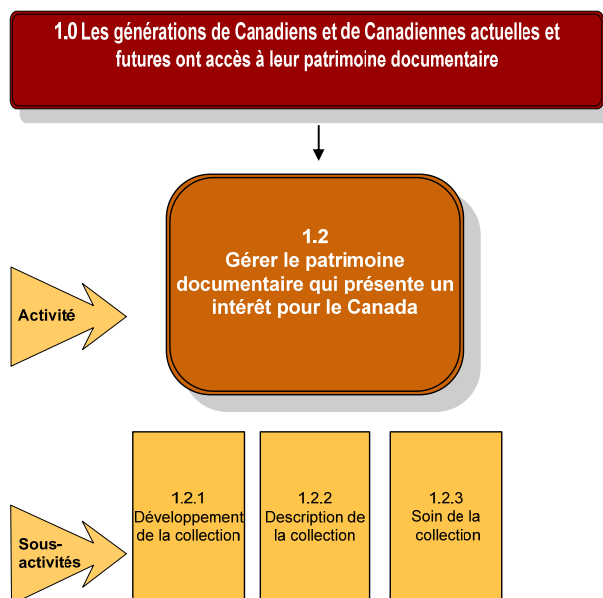 1.0 Les générations de Canadiens et de Canadiennes actuelles et
futures ont accès à leur patrimoine documentaire
1.2
Gérer le patrimoine
documentaire qui présente un
intérêt pour le Canada
Activité
1.2.1
Développement
de la collection
1.2.2
Description de
la collection
1.2.3
Soin de la
collection
Sous-
activités